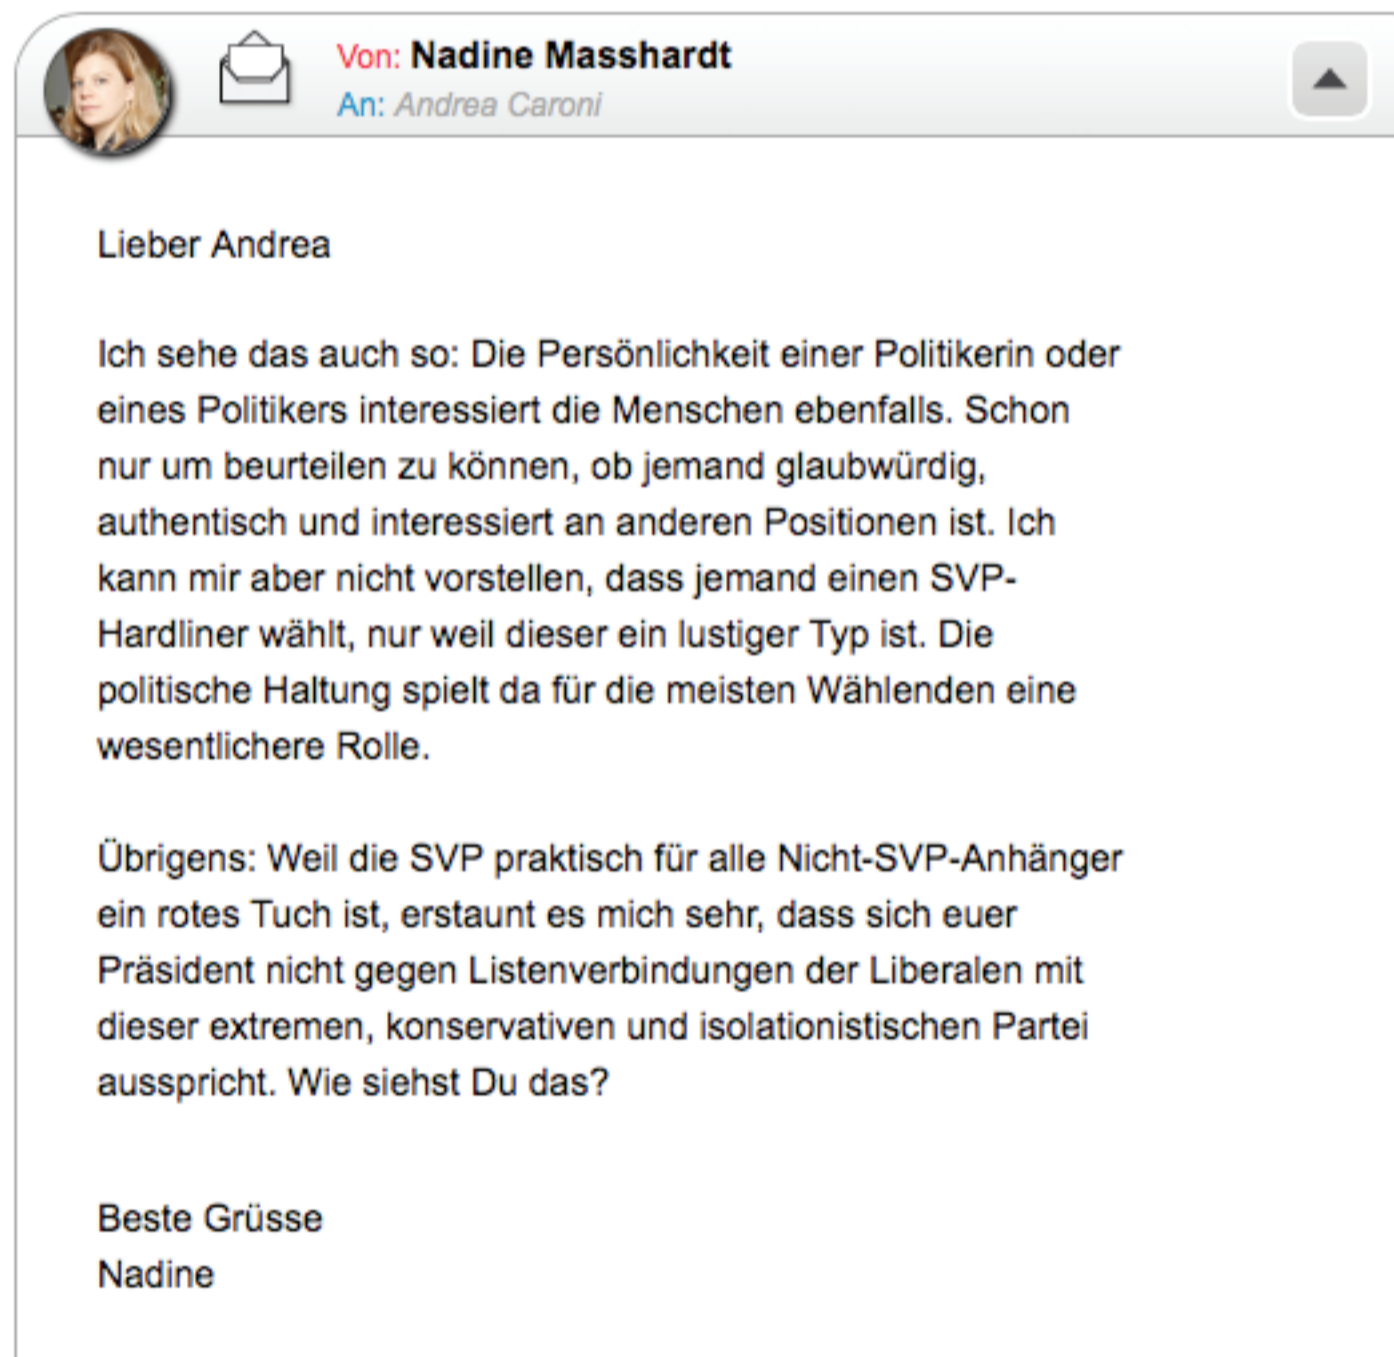 Von: Nadine Masshardt
An: Andrea Caroni
Lieber Andrea
Ich sehe das auch so: Die Persönlichkeit einer Politikerin oder
eines Politikers interessiert die Menschen ebenfalls. Schon
nur um beurteilen zu können, ob jemand glaubwürdig,
authentisch und interessiert an anderen Positionen ist. Ich
kann mir aber nicht vorstellen, dass jemand einen SVP-
Hardliner wählt, nur weil dieser ein lustiger Typ ist. Die
politische Haltung spielt da für die meisten Wählenden eine
wesentlichere Rolle.
Übrigens: Weil die SVP praktisch für alle Nicht-SVP-Anhänger
ein rotes Tuch ist, erstaunt es mich sehr, dass sich euer
Präsident nicht gegen Listenverbindungen der Liberalen mit
dieser extremen, konservativen und isolationistischen Partei
ausspricht. Wie siehst Du das?
Beste Grüsse
Nadine